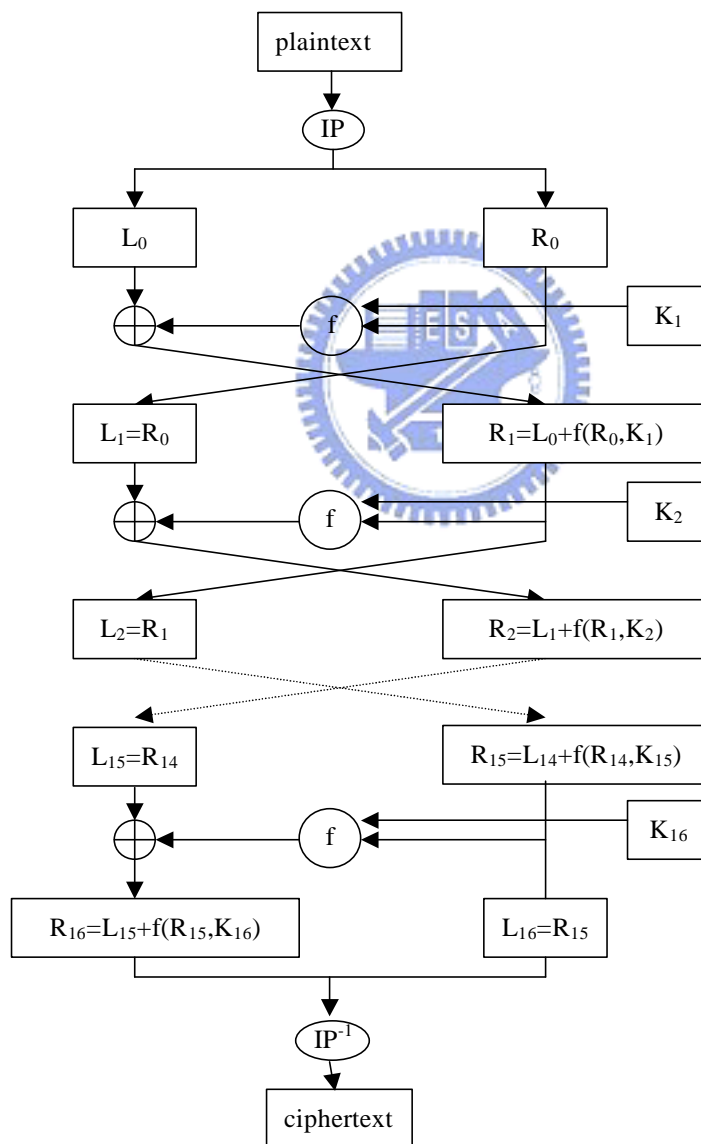 plaintext
IP
L₀
R₀
f
K₁
L₁=R₀
R₁=L₀+f(R₀,K₁)
f
K₂
L₂=R₁
R₂=L₁+f(R₁,K₂)
L₁₅=R₁₄
R₁₅=L₁₄+f(R₁₄,K₁₅)
f
K₁₆
R₁₆=L₁₅+f(R₁₅,K₁₆)
L₁₆=R₁₅
IP⁻¹
ciphertext